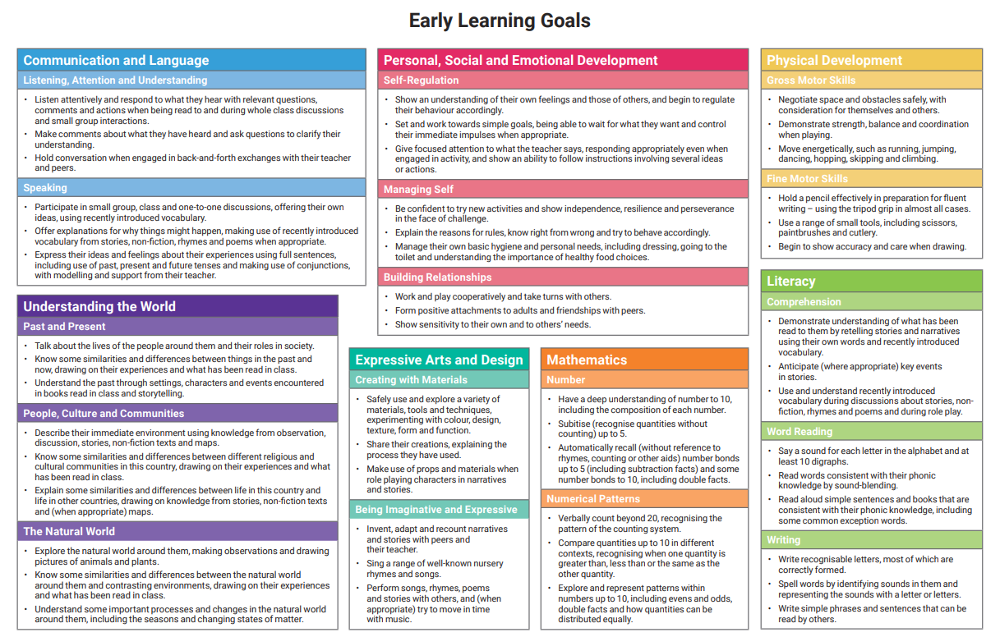 Early Learning Goals
Communication and Language
Listening, Attention and Understanding
• Listen attentively and respond to what they hear with relevant questions,
comments and actions when being read to and during whole class discussions
and small group interactions.
• Make comments about what they have heard and ask questions to clarify their
understanding.
• Hold conversation when engaged in back-and-forth exchanges with their teacher
and peers.
Speaking
• Participate in small group, class and one-to-one discussions, offering their own
ideas, using recently introduced vocabulary.
• Offer explanations for why things might happen, making use of recently introduced
vocabulary from stories, non-fiction, rhymes and poems when appropriate.
• Express their ideas and feelings about their experiences using full sentences,
including use of past, present and future tenses and making use of conjunctions,
with modelling and support from their teacher.
Personal, Social and Emotional Development
Self-Regulation
• Show an understanding of their own feelings and those of others, and begin to regulate
their behaviour accordingly.
• Set and work towards simple goals, being able to wait for what they want and control
their immediate impulses when appropriate.
• Give focused attention to what the teacher says, responding appropriately even when
engaged in activity, and show an ability to follow instructions involving several ideas
or actions.
Managing Self
• Be confident to try new activities and show independence, resilience and perseverance
in the face of challenge.
• Explain the reasons for rules, know right from wrong and try to behave accordingly.
• Manage their own basic hygiene and personal needs, including dressing, going to the
toilet and understanding the importance of healthy food choices.
Building Relationships
• Work and play cooperatively and take turns with others.
• Form positive attachments to adults and friendships with peers.
• Show sensitivity to their own and to others' needs.
Physical Development
Gross Motor Skills
• Negotiate space and obstacles safely, with
consideration for themselves and others.
• Demonstrate strength, balance and coordination
when playing.
• Move energetically, such as running, jumping,
dancing, hopping, skipping and climbing.
Fine Motor Skills
• Hold a pencil effectively in preparation for fluent
writing – using the tripod grip in almost all cases.
• Use a range of small tools, including scissors,
paintbrushes and cutlery.
• Begin to show accuracy and care when drawing.
Understanding the World
Past and Present
• Talk about the lives of the people around them and their roles in society.
• Know some similarities and differences between things in the past and
now, drawing on their experiences and what has been read in class.
• Understand the past through settings, characters and events encountered
in books read in class and storytelling.
People, Culture and Communities
• Describe their immediate environment using knowledge from observation,
discussion, stories, non-fiction texts and maps.
• Know some similarities and differences between different religious and
cultural communities in this country, drawing on their experiences and what
has been read in class.
• Explain some similarities and differences between life in this country and
life in other countries, drawing on knowledge from stories, non-fiction texts
and (when appropriate) maps.
The Natural World
• Explore the natural world around them, making observations and drawing
pictures of animals and plants.
• Know some similarities and differences between the natural world
around them and contrasting environments, drawing on their experiences
and what has been read in class.
• Understand some important processes and changes in the natural world
around them, including the seasons and changing states of matter.
Expressive Arts and Design
Creating with Materials
• Safely use and explore a variety of
materials, tools and techniques,
experimenting with colour, design,
texture, form and function.
• Share their creations, explaining the
process they have used.
• Make use of props and materials when
role playing characters in narratives
and stories.
Being Imaginative and Expressive
• Invent, adapt and recount narratives
and stories with peers and
their teacher.
• Sing a range of well-known nursery
rhymes and songs.
• Perform songs, rhymes, poems
and stories with others, and (when
appropriate) try to move in time
with music.
Mathematics
Number
• Have a deep understanding of number to 10,
including the composition of each number.
• Subitise (recognise quantities without
counting) up to 5.
• Automatically recall (without reference to
rhymes, counting or other aids) number bonds
up to 5 (including subtraction facts) and some
number bonds to 10, including double facts.
Numerical Patterns
• Verbally count beyond 20, recognising the
pattern of the counting system.
• Compare quantities up to 10 in different
contexts, recognising when one quantity is
greater than, less than or the same as the
other quantity.
• Explore and represent patterns within
numbers up to 10, including evens and odds,
double facts and how quantities can be
distributed equally.
Literacy
Comprehension
• Demonstrate understanding of what has been
read to them by retelling stories and narratives
using their own words and recently introduced
vocabulary.
• Anticipate (where appropriate) key events
in stories.
• Use and understand recently introduced
vocabulary during discussions about stories, non-
fiction, rhymes and poems and during role play.
Word Reading
• Say a sound for each letter in the alphabet and at
least 10 digraphs.
• Read words consistent with their phonic
knowledge by sound-blending.
• Read aloud simple sentences and books that are
consistent with their phonic knowledge, including
some common exception words.
Writing
• Write recognisable letters, most of which are
correctly formed.
• Spell words by identifying sounds in them and
representing the sounds with a letter or letters.
• Write simple phrases and sentences that can be
read by others.